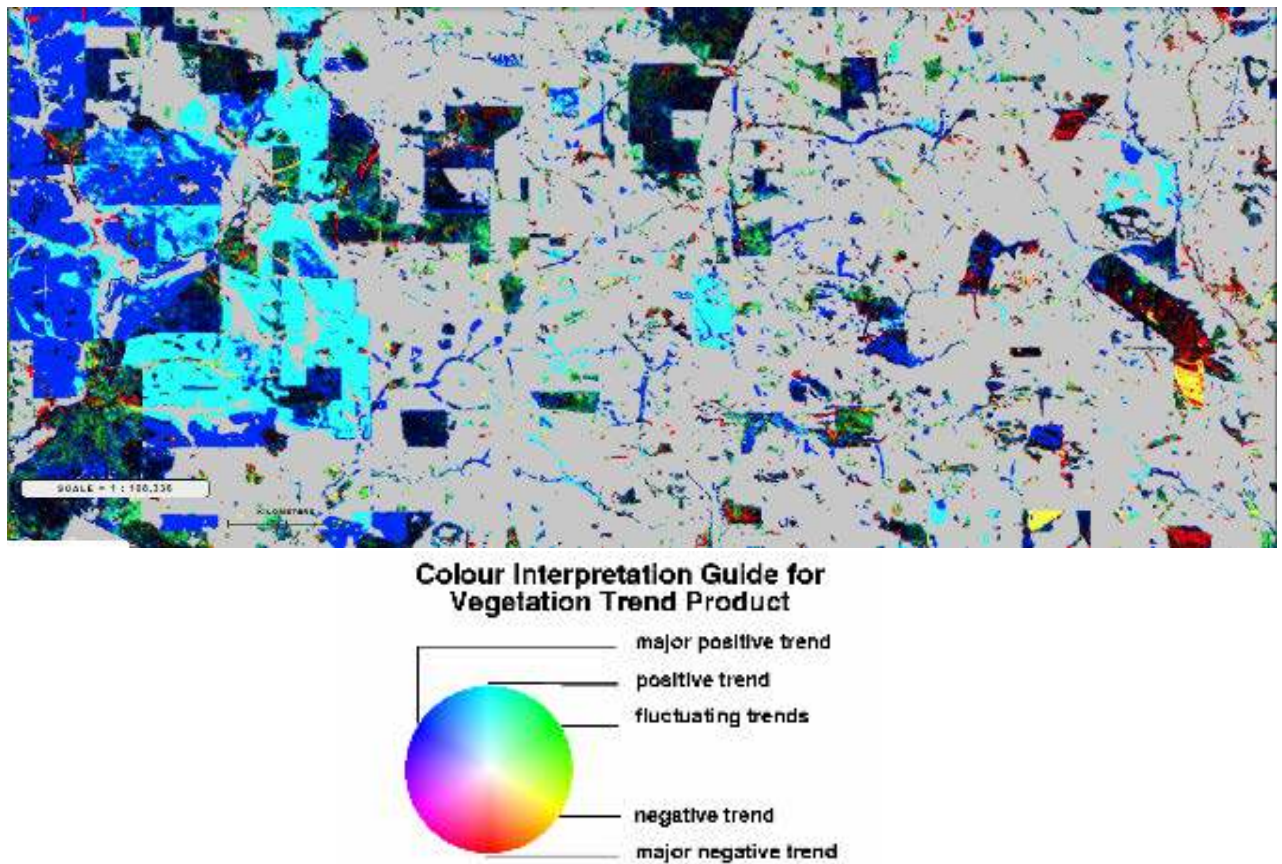 KILOMETERS
Colour Interpretation Guide for
Vegetation Trend Product
major positive trend
positive trend
fluctuating trends
negative trend
major negative trend